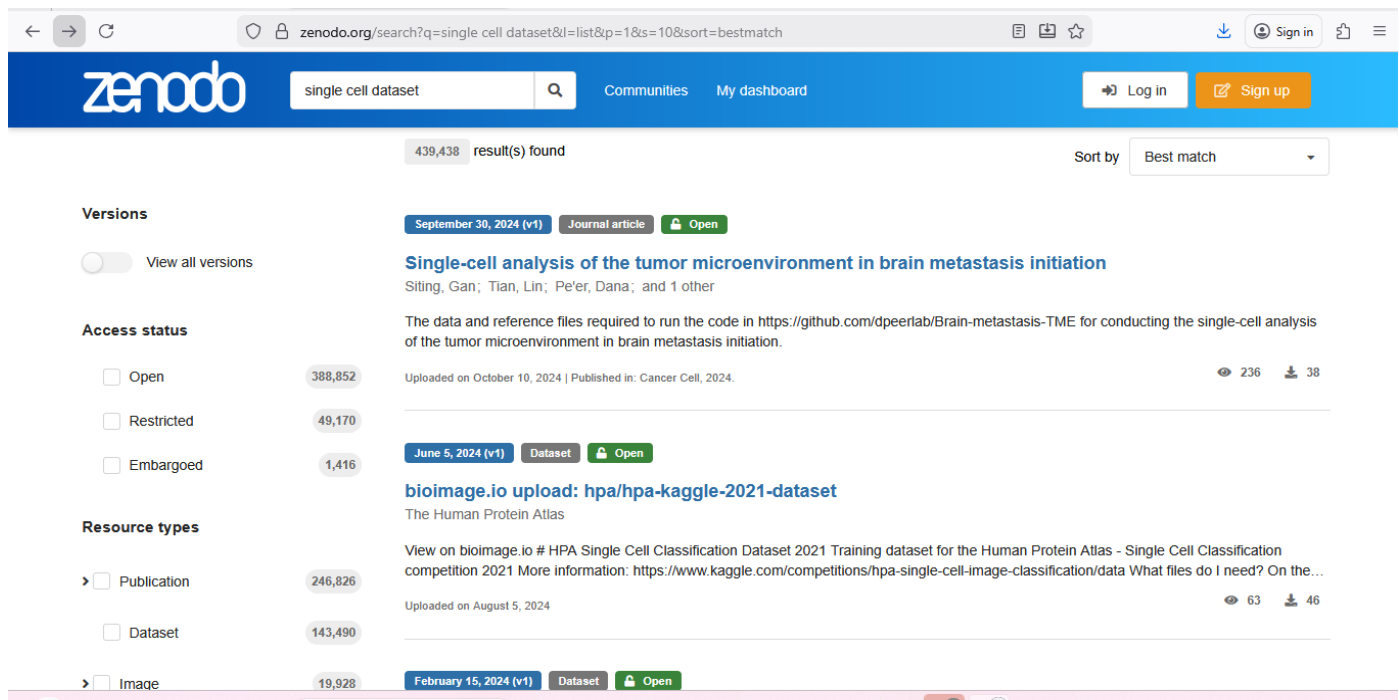 zenodo.org/search?q=single cell dataset&l=list&p=1&s=10&sort=bestmatch
Sign in
zenodo
single cell dataset
Communities
My dashboard
Log in
Sign up
439,438 result(s) found
Sort by
Best match
Versions
View all versions
Access status
Open 388,852
Restricted 49,170
Embargoed 1,416
Resource types
Publication 246,826
Dataset 143,490
Image 19,928
September 30, 2024 (v1) Journal article Open
Single-cell analysis of the tumor microenvironment in brain metastasis initiation
Siting, Gan; Tian, Lin; Pe'er, Dana; and 1 other
The data and reference files required to run the code in https://github.com/dpeerlab/Brain-metastasis-TME for conducting the single-cell analysis
of the tumor microenvironment in brain metastasis initiation.
Uploaded on October 10, 2024 | Published in: Cancer Cell, 2024.
236 38
June 5, 2024 (v1) Dataset Open
bioimage.io upload: hpa/hpa-kaggle-2021-dataset
The Human Protein Atlas
View on bioimage.io # HPA Single Cell Classification Dataset 2021 Training dataset for the Human Protein Atlas - Single Cell Classification
competition 2021 More information: https://www.kaggle.com/competitions/hpa-single-cell-image-classification/data What files do I need? On the…
Uploaded on August 5, 2024
63 46
February 15, 2024 (v1) Dataset Open